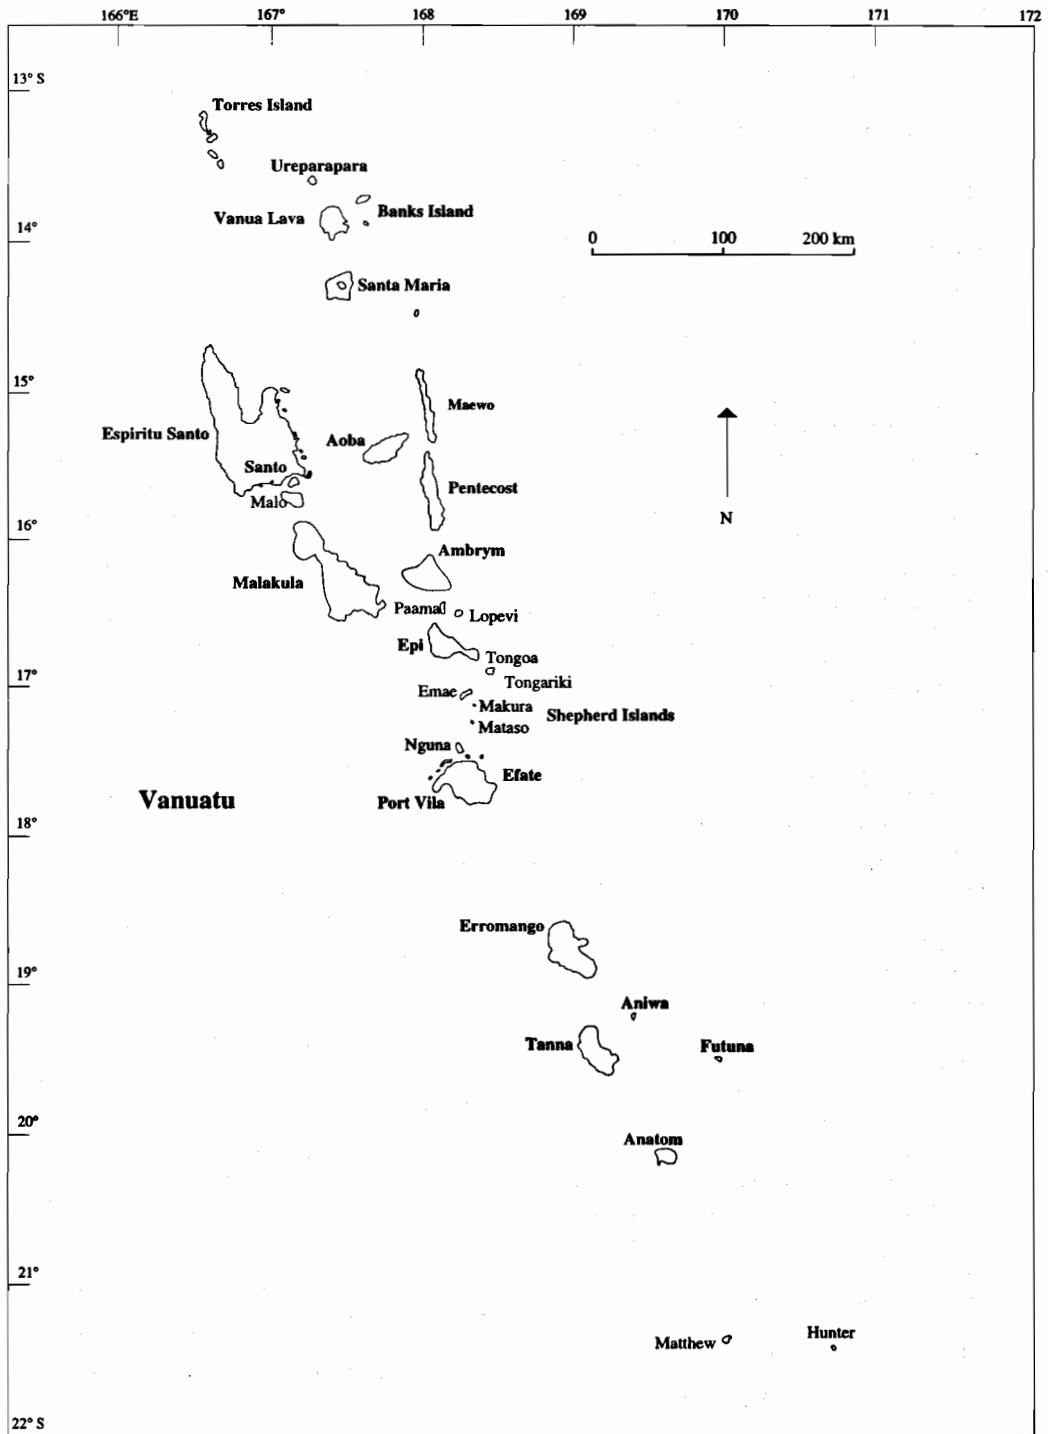 166°E 167° 168 169 170 171 172
13° S
Torres Island
Ureparapara
Banks Island
Vanua Lava
14°
0 100 200 km
Santa Maria
15°
Maewo
Espiritu Santo
Aoba
Santo
Pentecost
Malo
N
16°
Ambrym
Malakula
Paama
Lopevi
Epi
Tongoa
17°
Tongariki
Emae
Makura
Shepherd Islands
Mataso
Nguna
Efate
Vanuatu
Port Vila
18°
Erromango
19°
Aniwa
Tanna
Futuna
20°
Anatom
21°
Matthew
Hunter
22° S